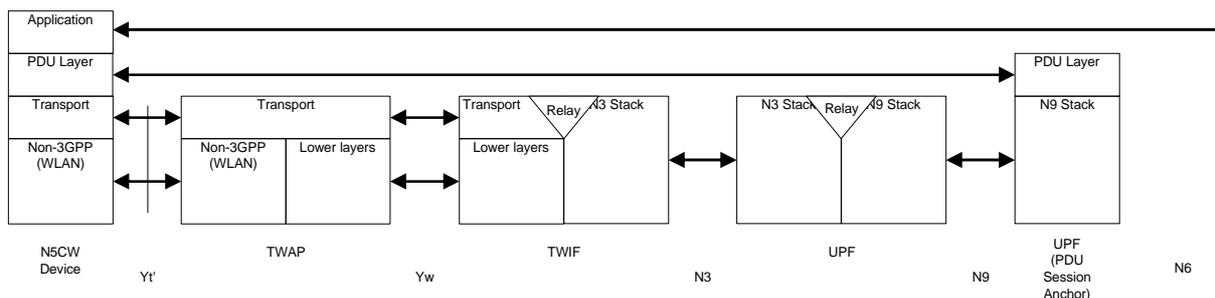 Application
PDU Layer
PDU Layer
Transport
Transport
Transport
Relay
N3 Stack
N3 Stack
Relay
N9 Stack
N9 Stack
Non-3GPP
(WLAN)
Non-3GPP
(WLAN)
Lower layers
Lower layers
N5CW
Device
Yt'
TWAP
Yw
TWIF
N3
UPF
N9
UPF
(PDU
Session
Anchor)
N6